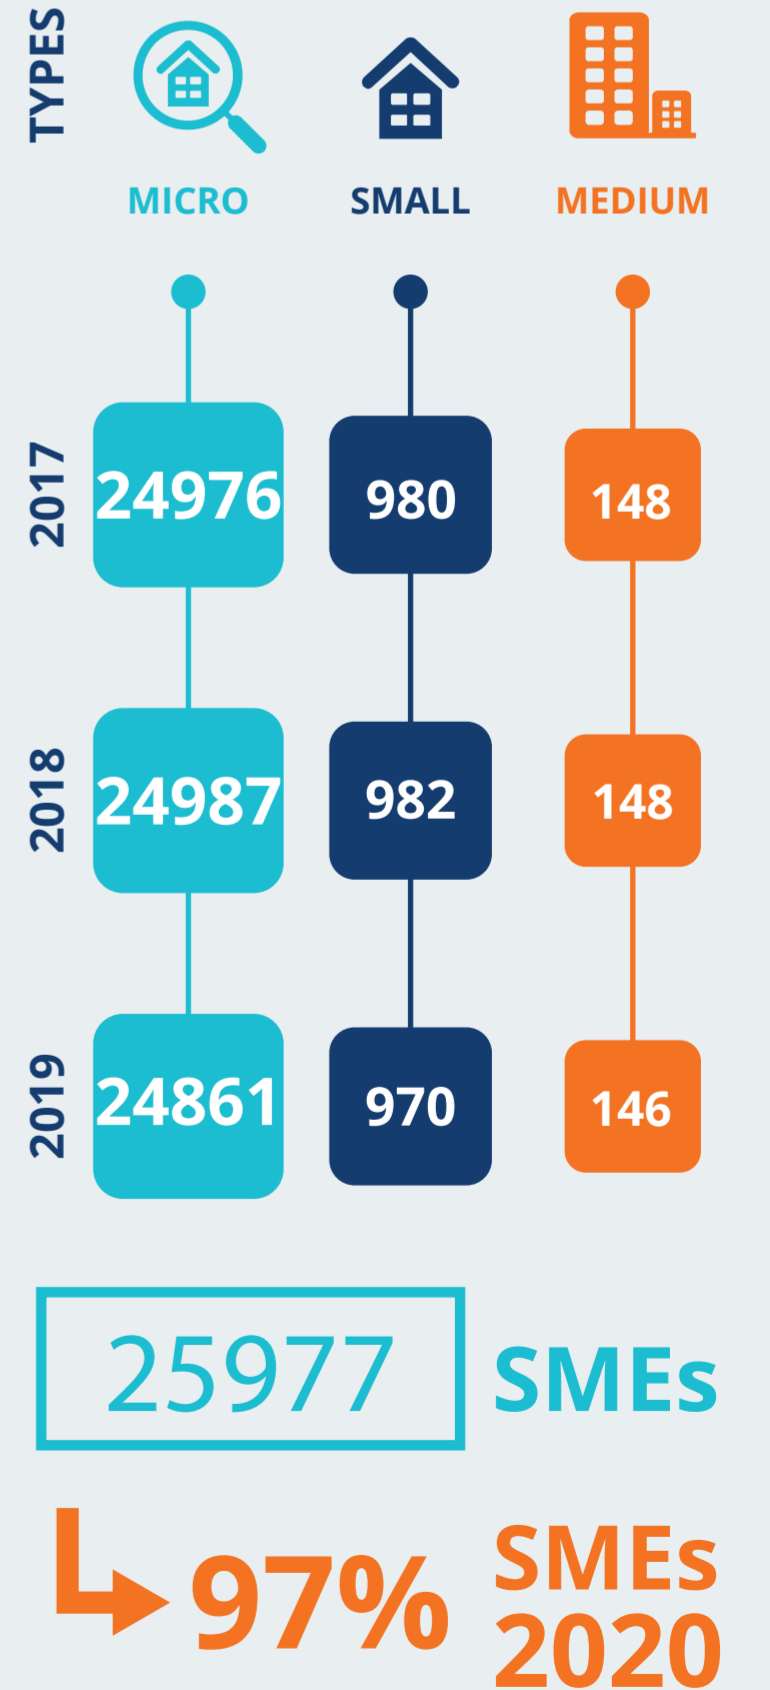 TYPES
MICRO SMALL MEDIUM
2017 24976 980 148
2018 24987 982 148
2019 24861 970 146
25977 SMEs
97% SMEs
2020